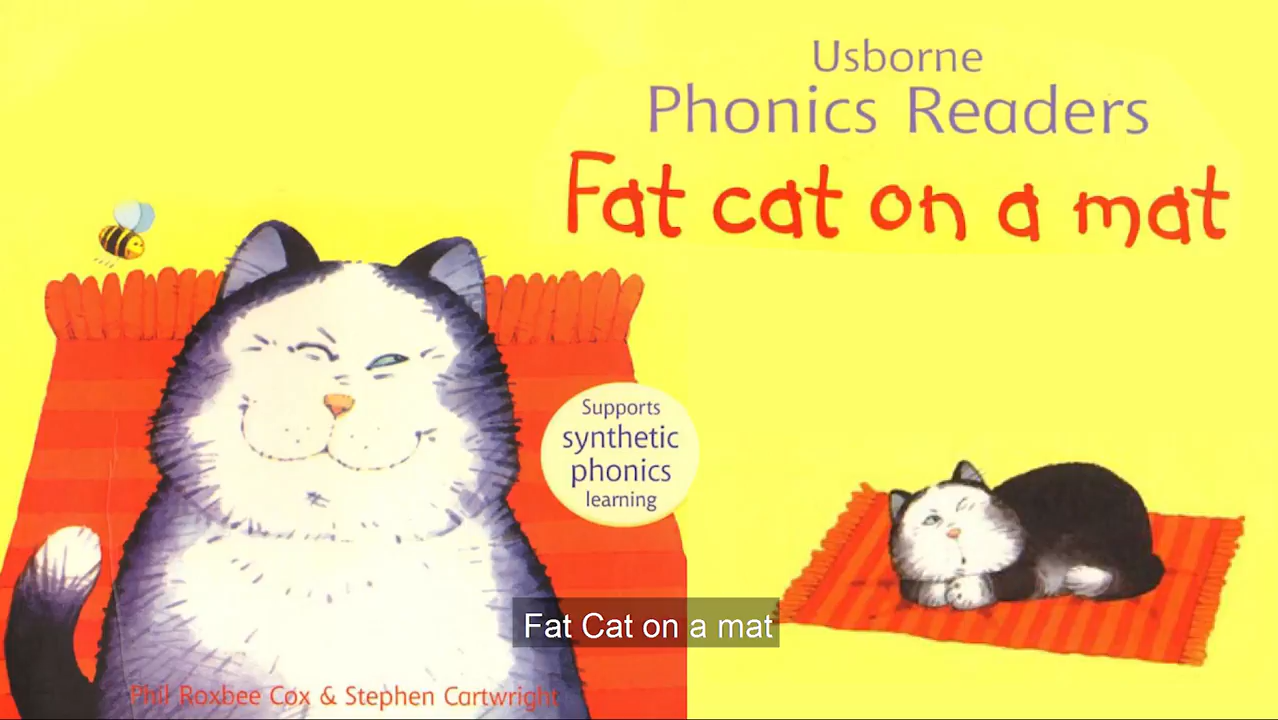 Usborne
Phonics Readers
Fat cat on a mat
Supports
synthetic
phonics
learning
Fat Cat on a mat
Phil Roxbee Cox & Stephen Cartwright